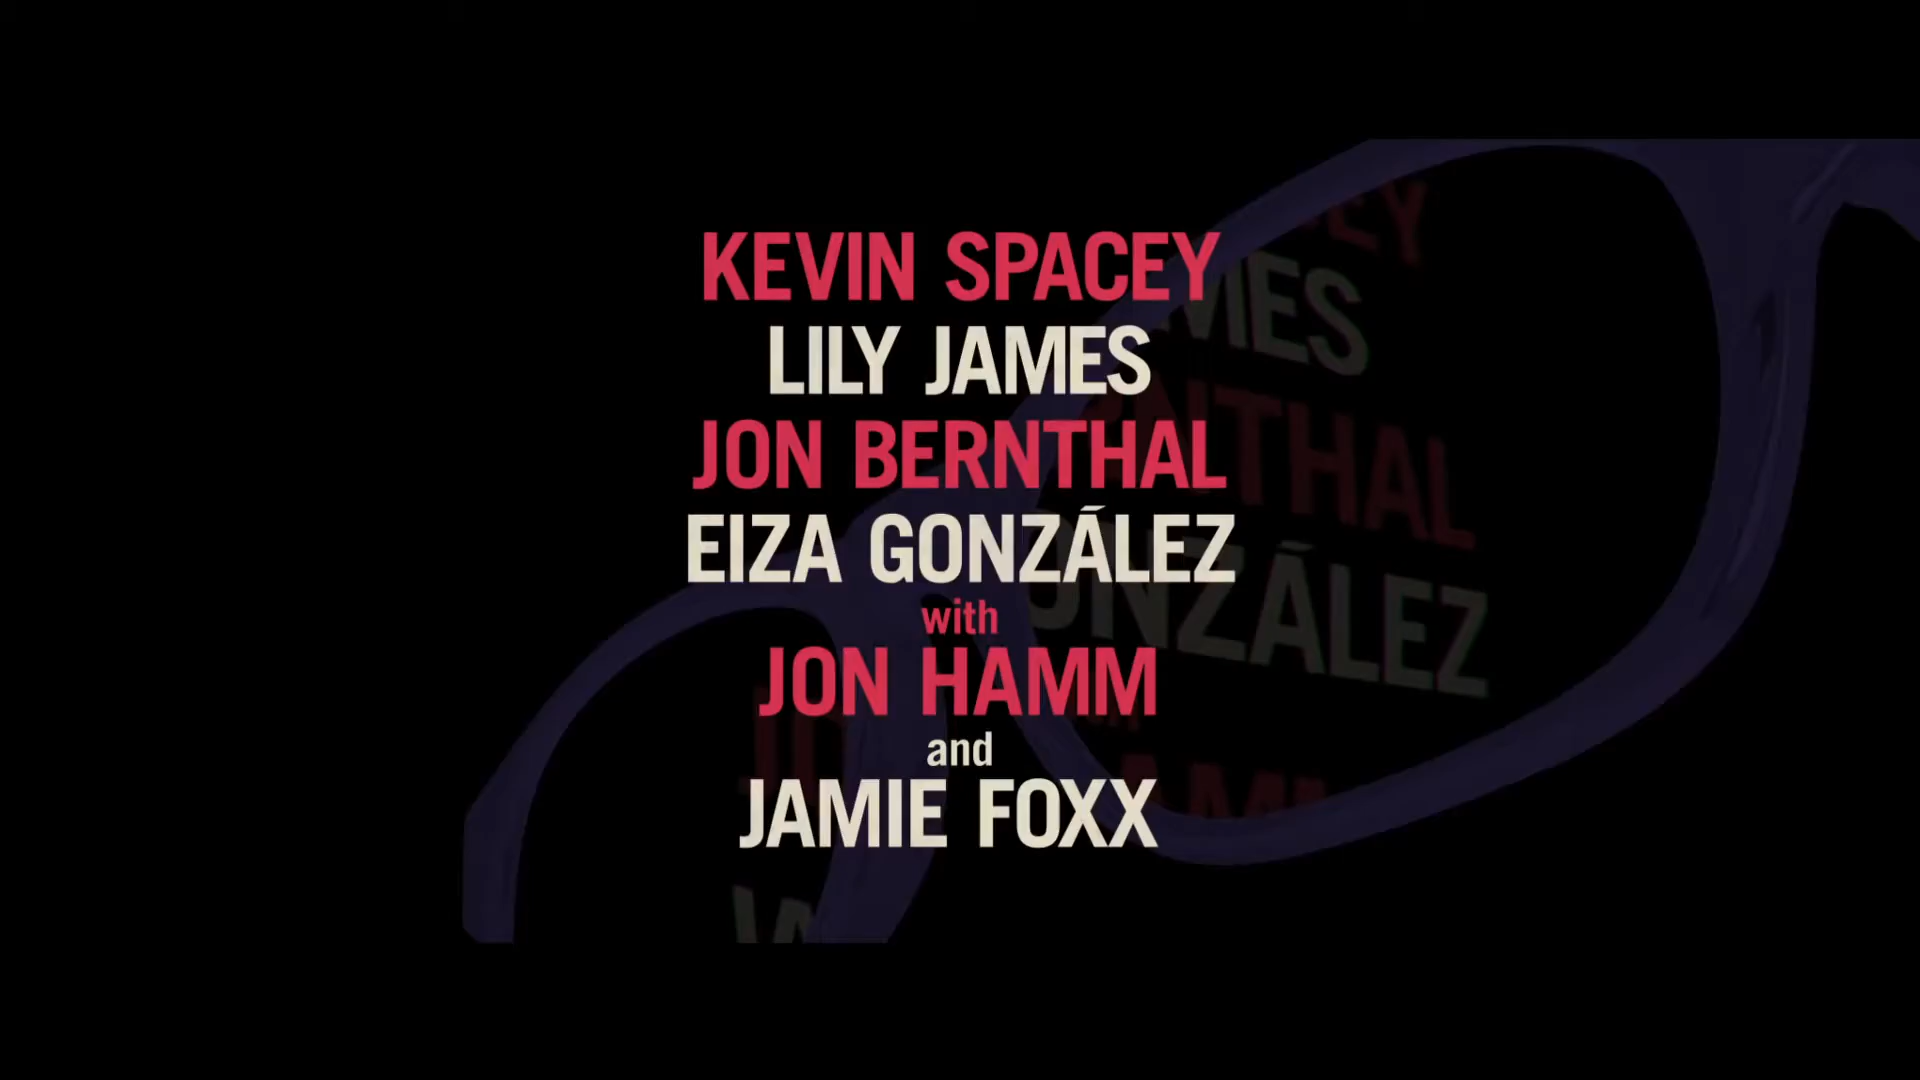 KEVIN SPACEY
LILY JAMES
JON BERNTHAL
EIZA GONZÁLEZ
with
JON HAMM
and
JAMIE FOXX